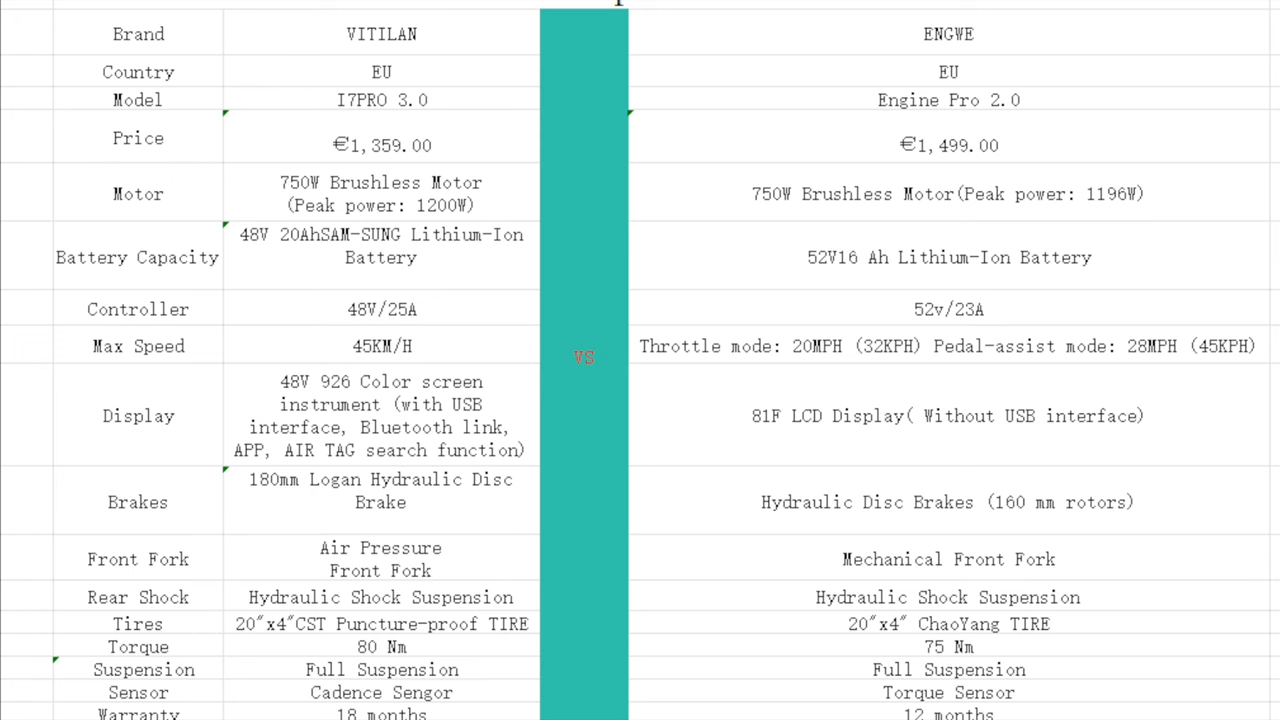 Brand VITILAN ENGWE
Country EU EU
Model I7PRO 3.0 Engine Pro 2.0
Price €1,359.00 €1,499.00
Motor 750W Brushless Motor
(Peak power: 1200W) 750W Brushless Motor(Peak power: 1196W)
Battery Capacity 48V 20AhSAM-SUNG Lithium-Ion
Battery 52V16 Ah Lithium-Ion Battery
Controller 48V/25A 52v/23A
Max Speed 45KM/H VS Throttle mode: 20MPH (32KPH) Pedal-assist mode: 28MPH (45KPH)
Display 48V 926 Color screen
instrument (with USB
interface, Bluetooth link,
APP, AIR TAG search function) 81F LCD Display( Without USB interface)
Brakes 180mm Logan Hydraulic Disc
Brake Hydraulic Disc Brakes (160 mm rotors)
Front Fork Air Pressure
Front Fork Mechanical Front Fork
Rear Shock Hydraulic Shock Suspension Hydraulic Shock Suspension
Tires 20″x4″CST Puncture-proof TIRE 20″x4″ ChaoYang TIRE
Torque 80 Nm 75 Nm
Suspension Full Suspension Full Suspension
Sensor Cadence Sengor Torque Sensor
Warranty 18 months 12 months